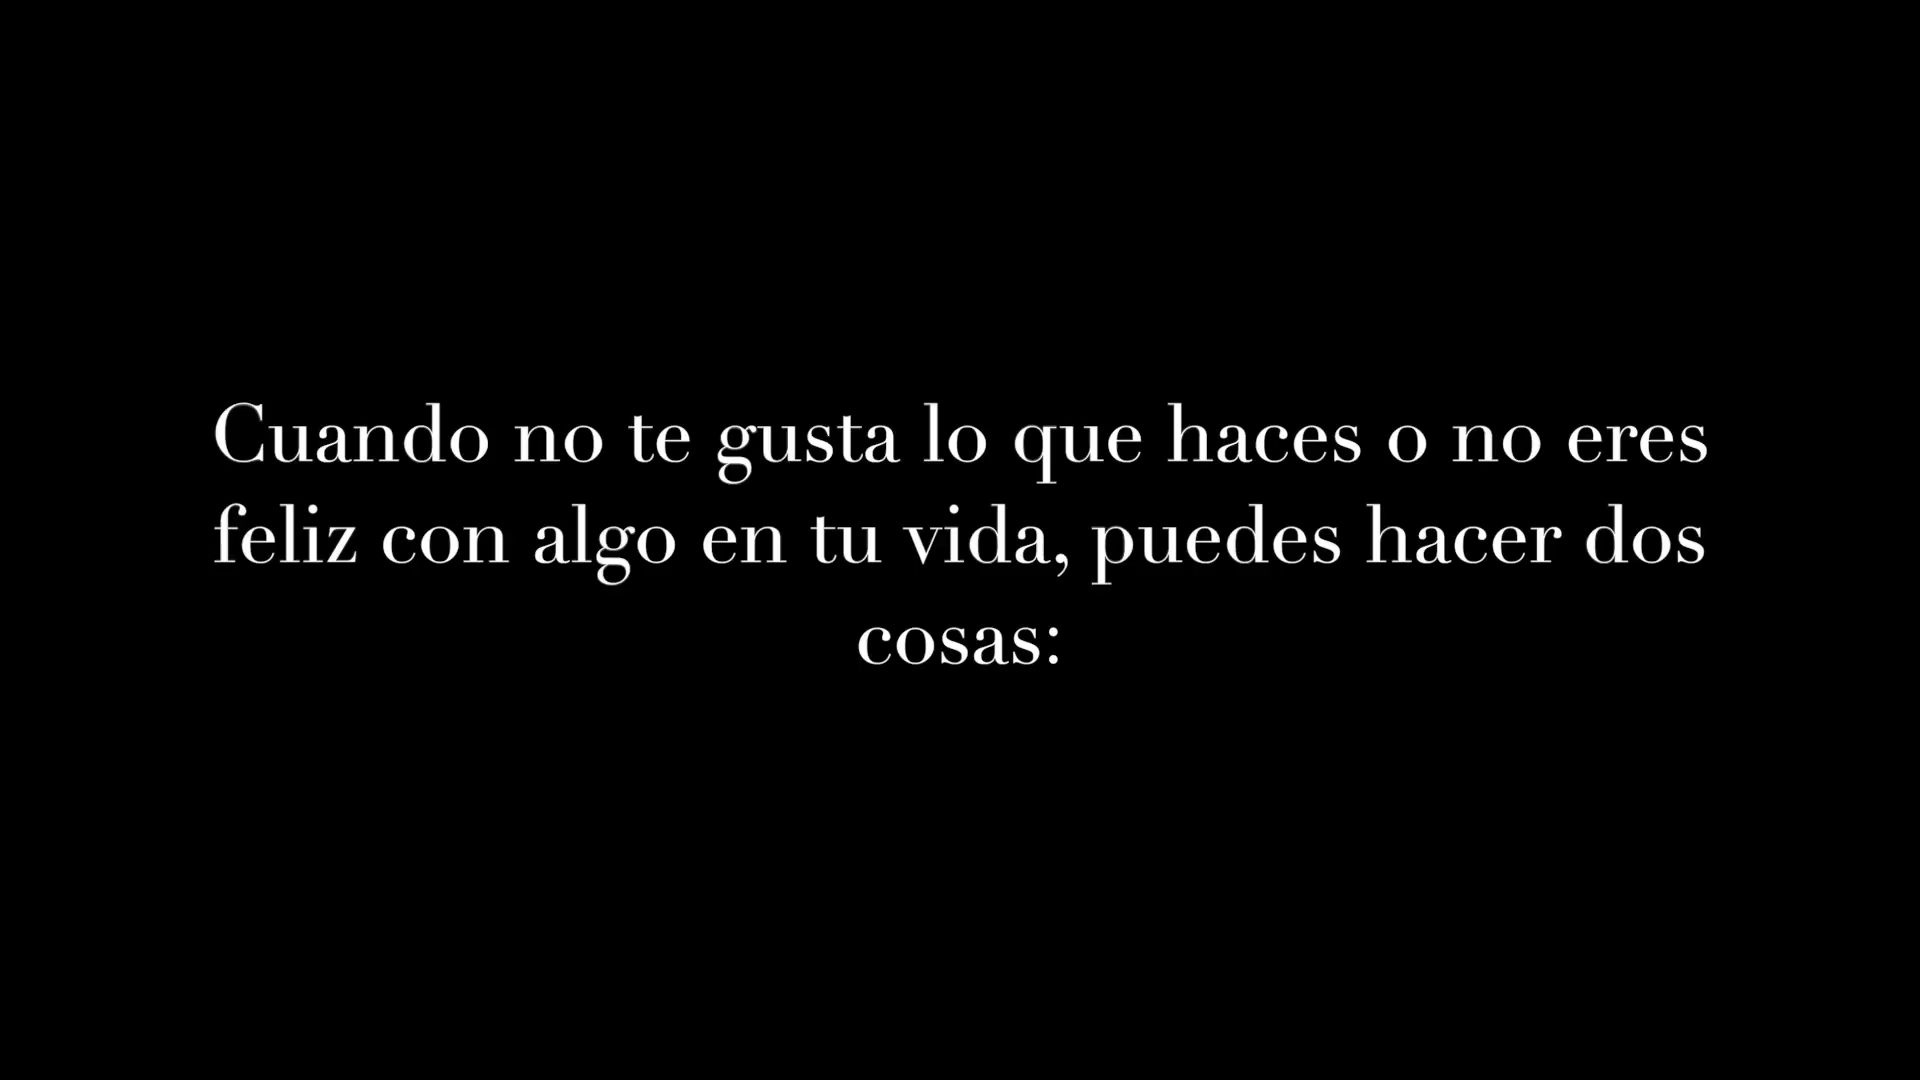 Cuando no te gusta lo que haces o no eres
feliz con algo en tu vida, puedes hacer dos
cosas: